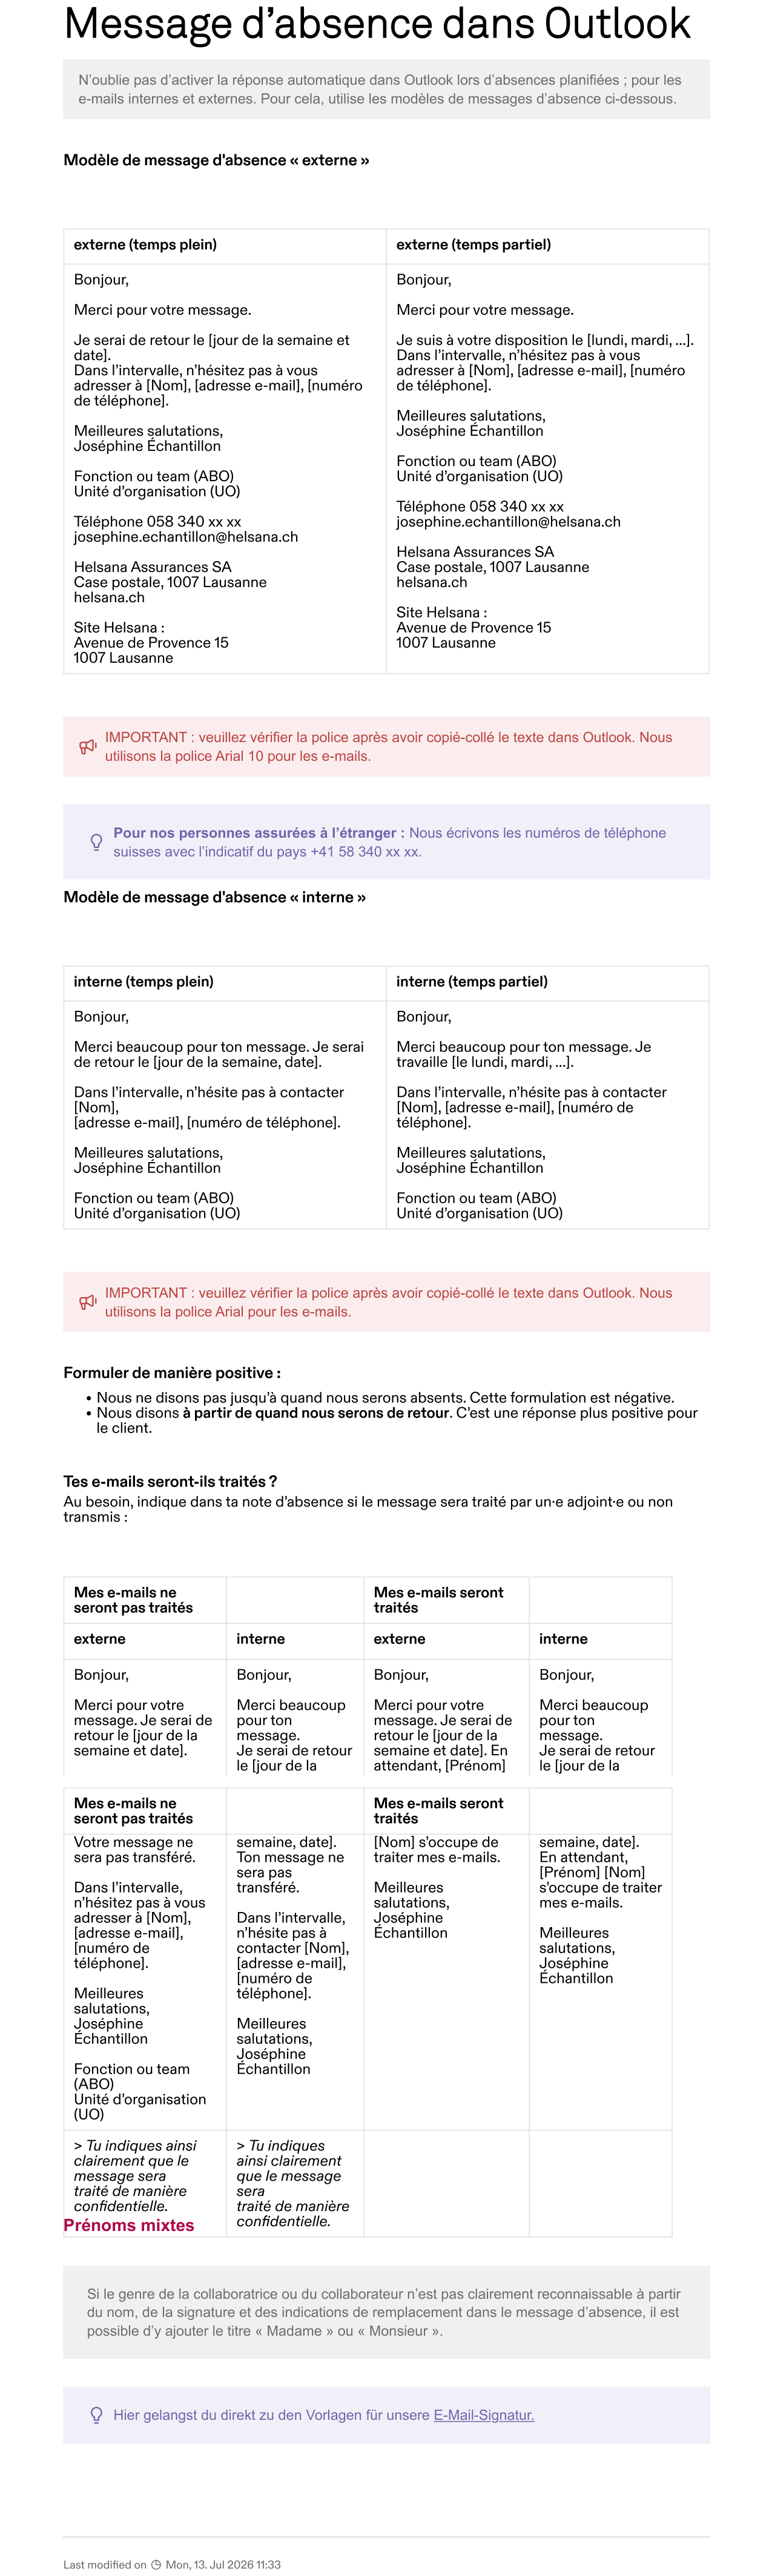 Message d’absence dans Outlook
N’oublie pas d’activer la réponse automatique dans Outlook lors d’absences planifiées ; pour les
e-mails internes et externes. Pour cela, utilise les modèles de messages d’absence ci-dessous.
Modèle de message d'absence « externe »
externe (temps plein)
Bonjour,
Merci pour votre message.
Je serai de retour le [jour de la semaine et
date].
Dans l’intervalle, n’hésitez pas à vous
adresser à [Nom], [adresse e-mail], [numéro
de téléphone].
Meilleures salutations,
Joséphine Échantillon
Fonction ou team (ABO)
Unité d’organisation (UO)
Téléphone 058 340 xx xx
josephine.echantillon@helsana.ch
Helsana Assurances SA
Case postale, 1007 Lausanne
helsana.ch
Site Helsana :
Avenue de Provence 15
1007 Lausanne
externe (temps partiel)
Bonjour,
Merci pour votre message.
Je suis à votre disposition le [lundi, mardi, ...].
Dans l’intervalle, n’hésitez pas à vous
adresser à [Nom], [adresse e-mail], [numéro
de téléphone].
Meilleures salutations,
Joséphine Échantillon
Fonction ou team (ABO)
Unité d’organisation (UO)
Téléphone 058 340 xx xx
josephine.echantillon@helsana.ch
Helsana Assurances SA
Case postale, 1007 Lausanne
helsana.ch
Site Helsana :
Avenue de Provence 15
1007 Lausanne
IMPORTANT : veuillez vérifier la police après avoir copié-collé le texte dans Outlook. Nous
utilisons la police Arial 10 pour les e-mails.
Pour nos personnes assurées à l’étranger : Nous écrivons les numéros de téléphone
suisses avec l’indicatif du pays +41 58 340 xx xx.
Modèle de message d'absence « interne »
interne (temps plein)
Bonjour,
Merci beaucoup pour ton message. Je serai
de retour le [jour de la semaine, date].
Dans l’intervalle, n’hésite pas à contacter
[Nom],
[adresse e-mail], [numéro de téléphone].
Meilleures salutations,
Joséphine Échantillon
Fonction ou team (ABO)
Unité d’organisation (UO)
interne (temps partiel)
Bonjour,
Merci beaucoup pour ton message. Je
travaille [le lundi, mardi, ...].
Dans l’intervalle, n’hésite pas à contacter
[Nom], [adresse e-mail], [numéro de
téléphone].
Meilleures salutations,
Joséphine Échantillon
Fonction ou team (ABO)
Unité d’organisation (UO)
IMPORTANT : veuillez vérifier la police après avoir copié-collé le texte dans Outlook. Nous
utilisons la police Arial pour les e-mails.
Formuler de manière positive :
• Nous ne disons pas jusqu’à quand nous serons absents. Cette formulation est négative.
• Nous disons à partir de quand nous serons de retour. C’est une réponse plus positive pour
le client.
Tes e-mails seront-ils traités ?
Au besoin, indique dans ta note d’absence si le message sera traité par un·e adjoint·e ou non
transmis :
Mes e-mails ne
seront pas traités
Mes e-mails seront
traités
externe
interne
externe
interne
Bonjour,
Merci pour votre
message. Je serai de
retour le [jour de la
semaine et date].
Bonjour,
Merci beaucoup
pour ton
message.
Je serai de retour
le [jour de la
Bonjour,
Merci pour votre
message. Je serai de
retour le [jour de la
semaine et date]. En
attendant, [Prénom]
Bonjour,
Merci beaucoup
pour ton
message.
Je serai de retour
le [jour de la
Mes e-mails ne
seront pas traités
Mes e-mails seront
traités
Votre message ne
sera pas transféré.
Dans l’intervalle,
n’hésitez pas à vous
adresser à [Nom],
[adresse e-mail],
[numéro de
téléphone].
Meilleures
salutations,
Joséphine
Échantillon
Fonction ou team
(ABO)
Unité d’organisation
(UO)
semaine, date].
Ton message ne
sera pas
transféré.
Dans l’intervalle,
n’hésite pas à
contacter [Nom],
[adresse e-mail],
[numéro de
téléphone].
Meilleures
salutations,
Joséphine
Échantillon
[Nom] s’occupe de
traiter mes e-mails.
Meilleures
salutations,
Joséphine
Échantillon
semaine, date].
En attendant,
[Prénom] [Nom]
s’occupe de traiter
mes e-mails.
Meilleures
salutations,
Joséphine
Échantillon
> Tu indiques ainsi
clairement que le
message sera
traité de manière
confidentielle.
> Tu indiques
ainsi clairement
que le message
sera
traité de manière
confidentielle.
Prénoms mixtes
Si le genre de la collaboratrice ou du collaborateur n’est pas clairement reconnaissable à partir
du nom, de la signature et des indications de remplacement dans le message d’absence, il est
possible d’y ajouter le titre « Madame » ou « Monsieur ».
Hier gelangst du direkt zu den Vorlagen für unsere E-Mail-Signatur.
Last modified on Mon, 13. Jul 2026 11:33